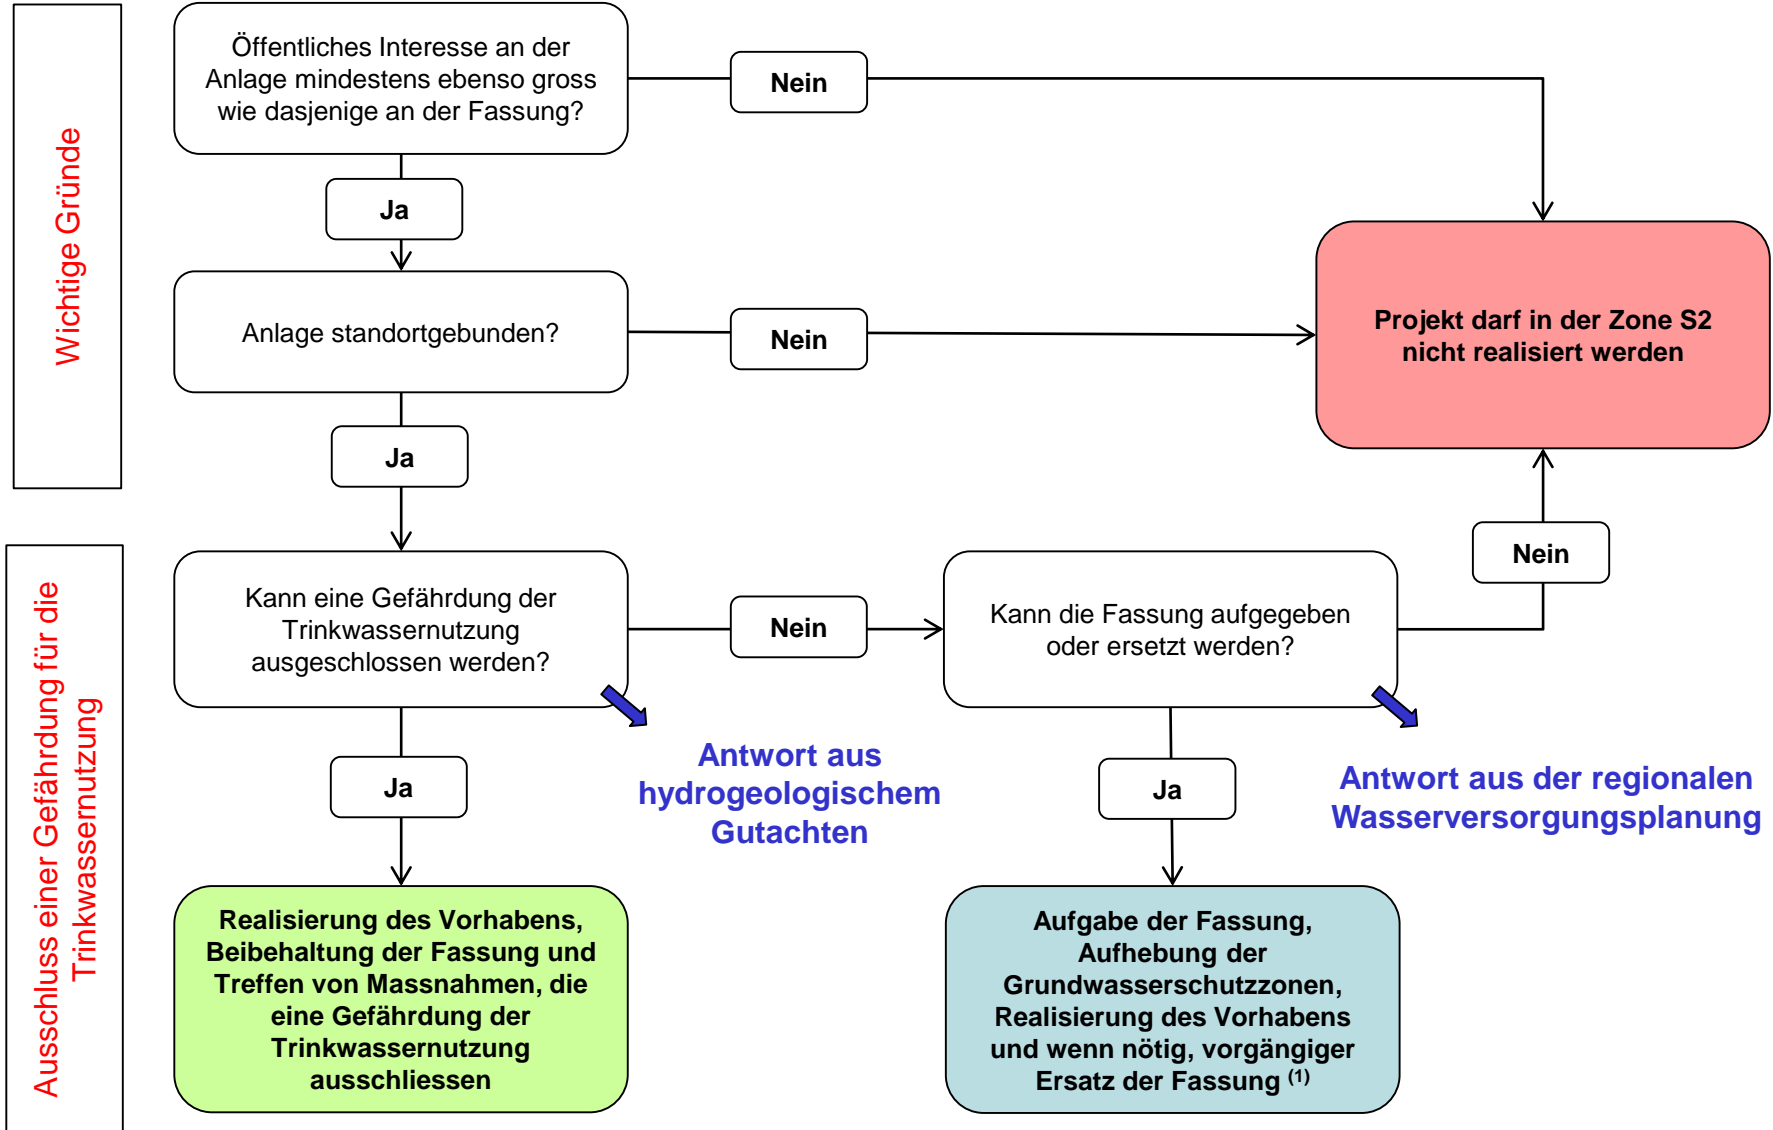 Wichtige Gründe
Öffentliches Interesse an der
Anlage mindestens ebenso gross
wie dasjenige an der Fassung?
Nein
Ja
Anlage standortgebunden?
Nein
Projekt darf in der Zone S2
nicht realisiert werden
Ja
Nein
Ausschluss einer Gefährdung für die
Trinkwassernutzung
Kann eine Gefährdung der
Trinkwassernutzung
ausgeschlossen werden?
Nein
Kann die Fassung aufgegeben
oder ersetzt werden?
Antwort aus
hydrogeologischem
Gutachten
Antwort aus der regionalen
Wasserversorgungsplanung
Ja
Ja
Realisierung des Vorhabens,
Beibehaltung der Fassung und
Treffen von Massnahmen, die
eine Gefährdung der
Trinkwassernutzung
ausschliessen
Aufgabe der Fassung,
Aufhebung der
Grundwasserschutzzonen,
Realisierung des Vorhabens
und wenn nötig, vorgängiger
Ersatz der Fassung (1)